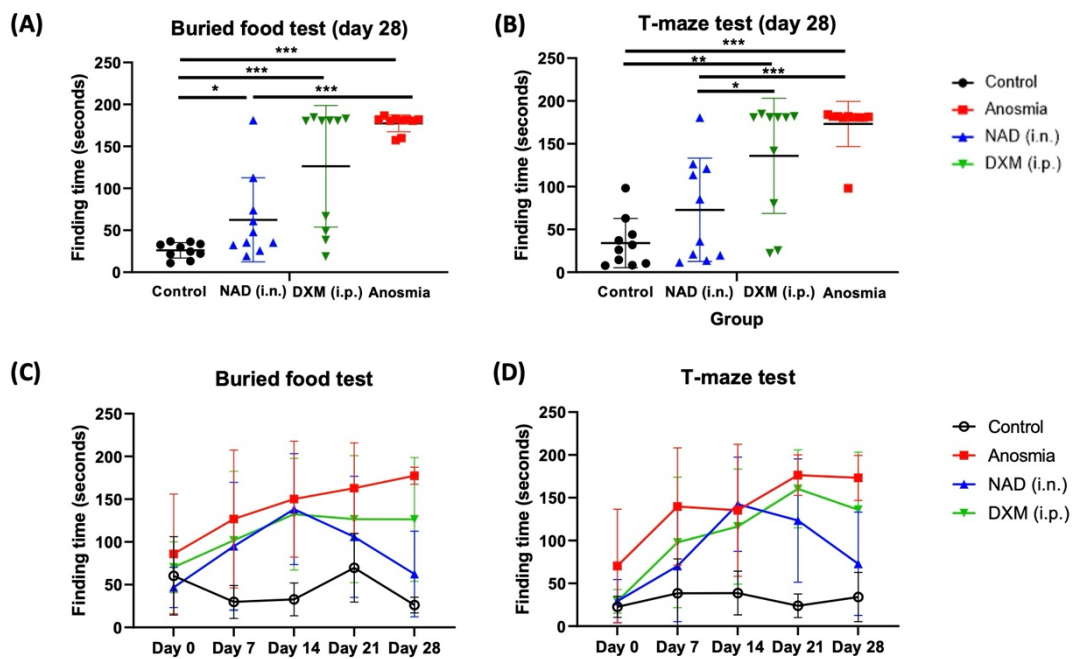 (A)
Buried food test (day 28)
***
***
*
***
Finding time (seconds)
250
200
150
100
50
0
Control
NAD (i.n.)
DXM (i.p.)
Anosmia
(B)
T-maze test (day 28)
***
**
***
*
Finding time (seconds)
250
200
150
100
50
0
Control
NAD (i.n.)
DXM (i.p.)
Anosmia
Group
Control
Anosmia
NAD (i.n.)
DXM (i.p.)
(C)
Buried food test
Finding time (seconds)
250
200
150
100
50
0
Day 0
Day 7
Day 14
Day 21
Day 28
(D)
T-maze test
Finding time (seconds)
250
200
150
100
50
0
Day 0
Day 7
Day 14
Day 21
Day 28
Control
Anosmia
NAD (i.n.)
DXM (i.p.)